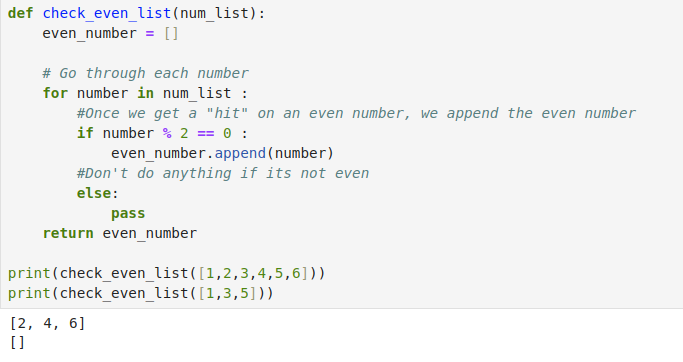 def check_even_list(num_list):
    even_number = []

    # Go through each number
    for number in num_list :
        #Once we get a "hit" on an even number, we append the even number
        if number % 2 == 0 :
            even_number.append(number)
        #Don't do anything if its not even
        else:
            pass
    return even_number

print(check_even_list([1,2,3,4,5,6]))
print(check_even_list([1,3,5]))
[2, 4, 6]
[]